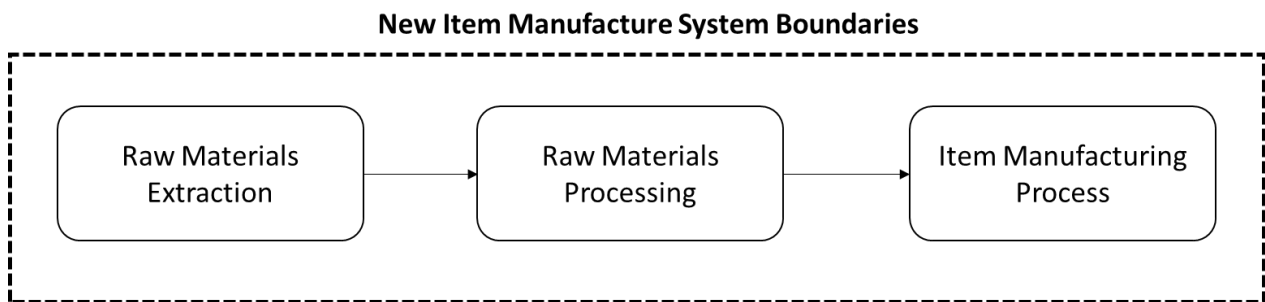 New Item Manufacture System Boundaries
Raw Materials
Extraction
Raw Materials
Processing
Item Manufacturing
Process